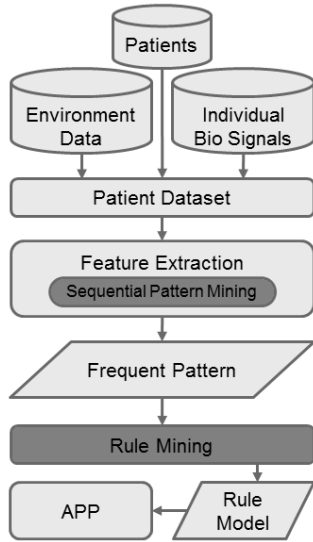 Patients
Environment
Data
Individual
Bio Signals
Patient Dataset
Feature Extraction
Sequential Pattern Mining
Frequent Pattern
Rule Mining
APP
Rule
Model